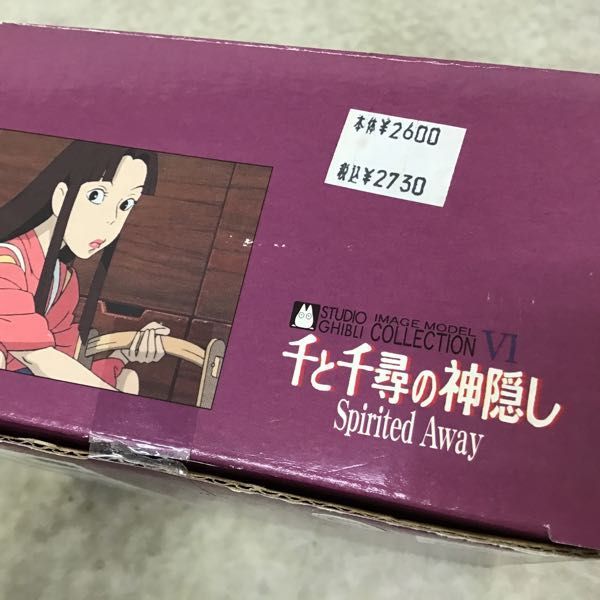 本体¥2600
税込¥2730
STUDIO GHIBLI
IMAGE MODEL COLLECTION VI
千と千尋の神隠し
Spirited Away